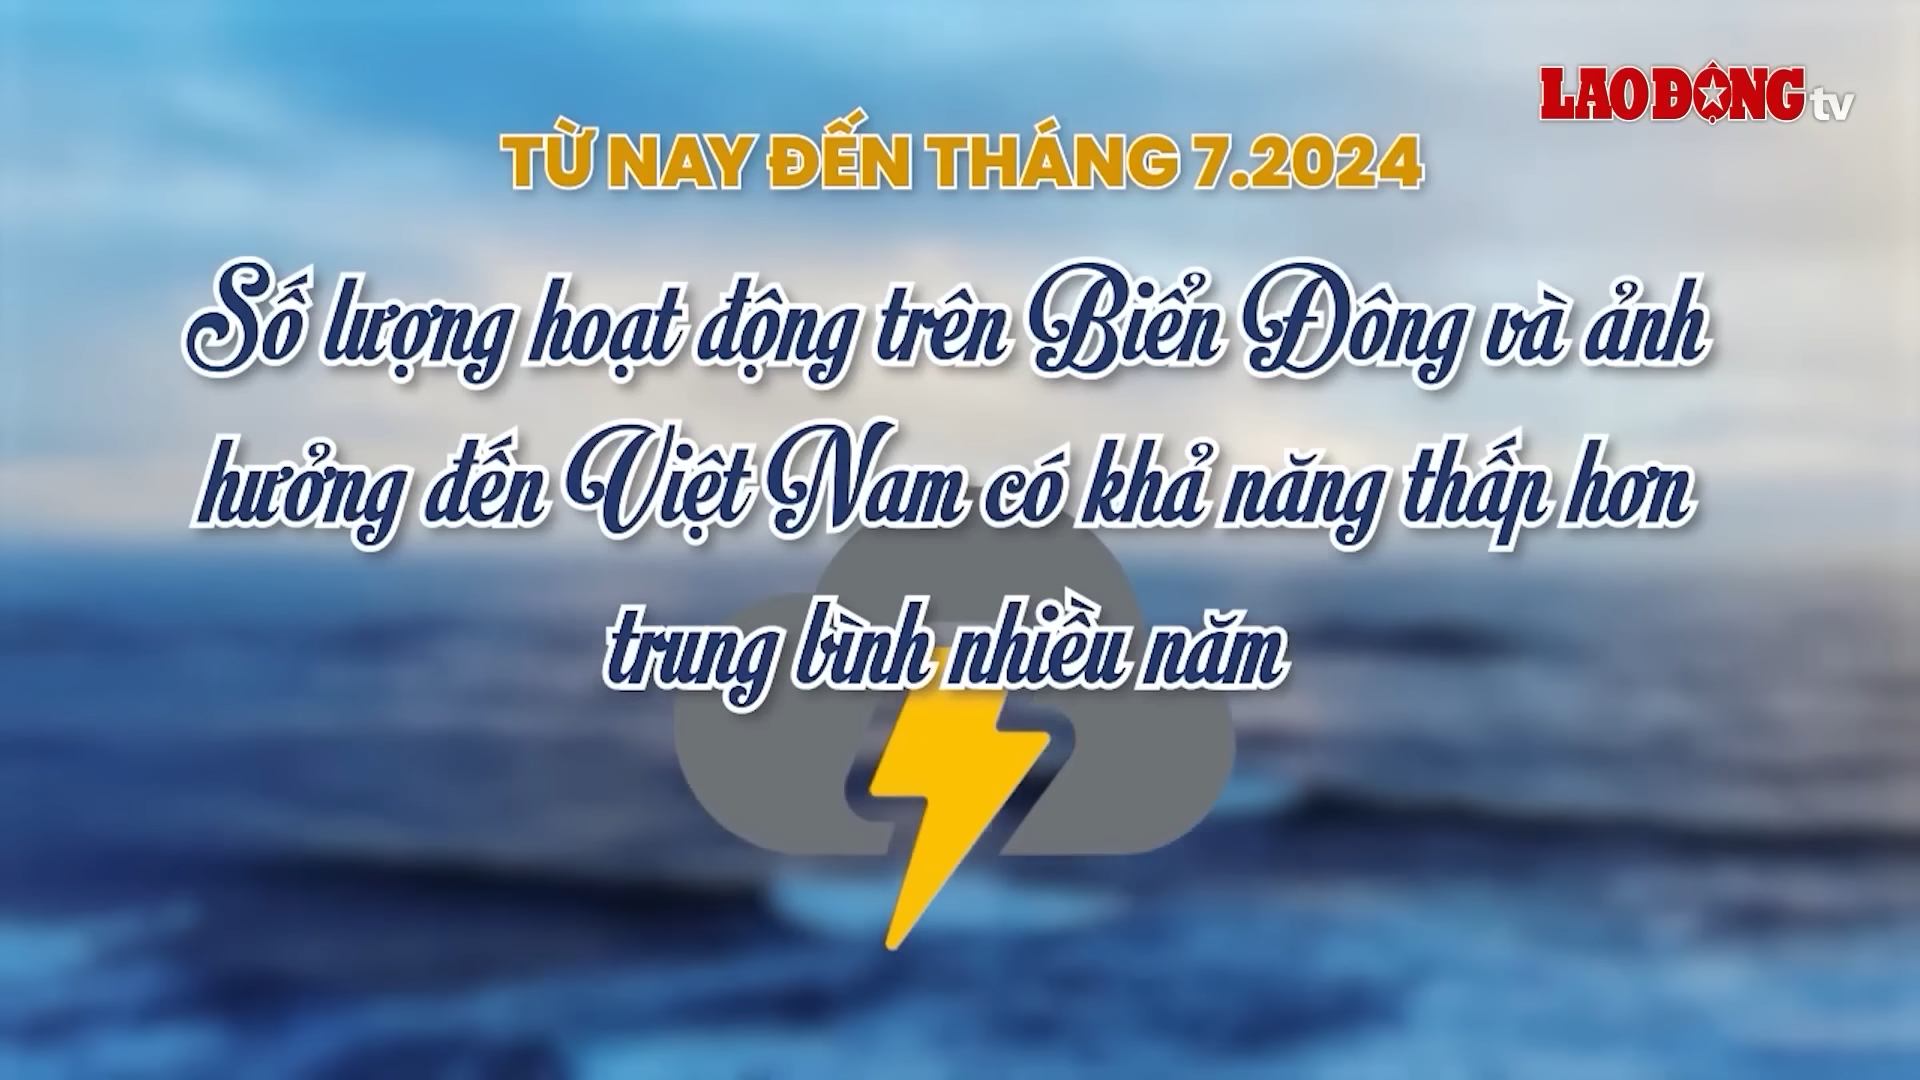 LAO ĐỘNG tv
TỪ NAY ĐẾN THÁNG 7.2024
Số lượng hoạt động trên Biển Đông và ảnh
hưởng đến Việt Nam có khả năng thấp hơn
trung bình nhiều năm